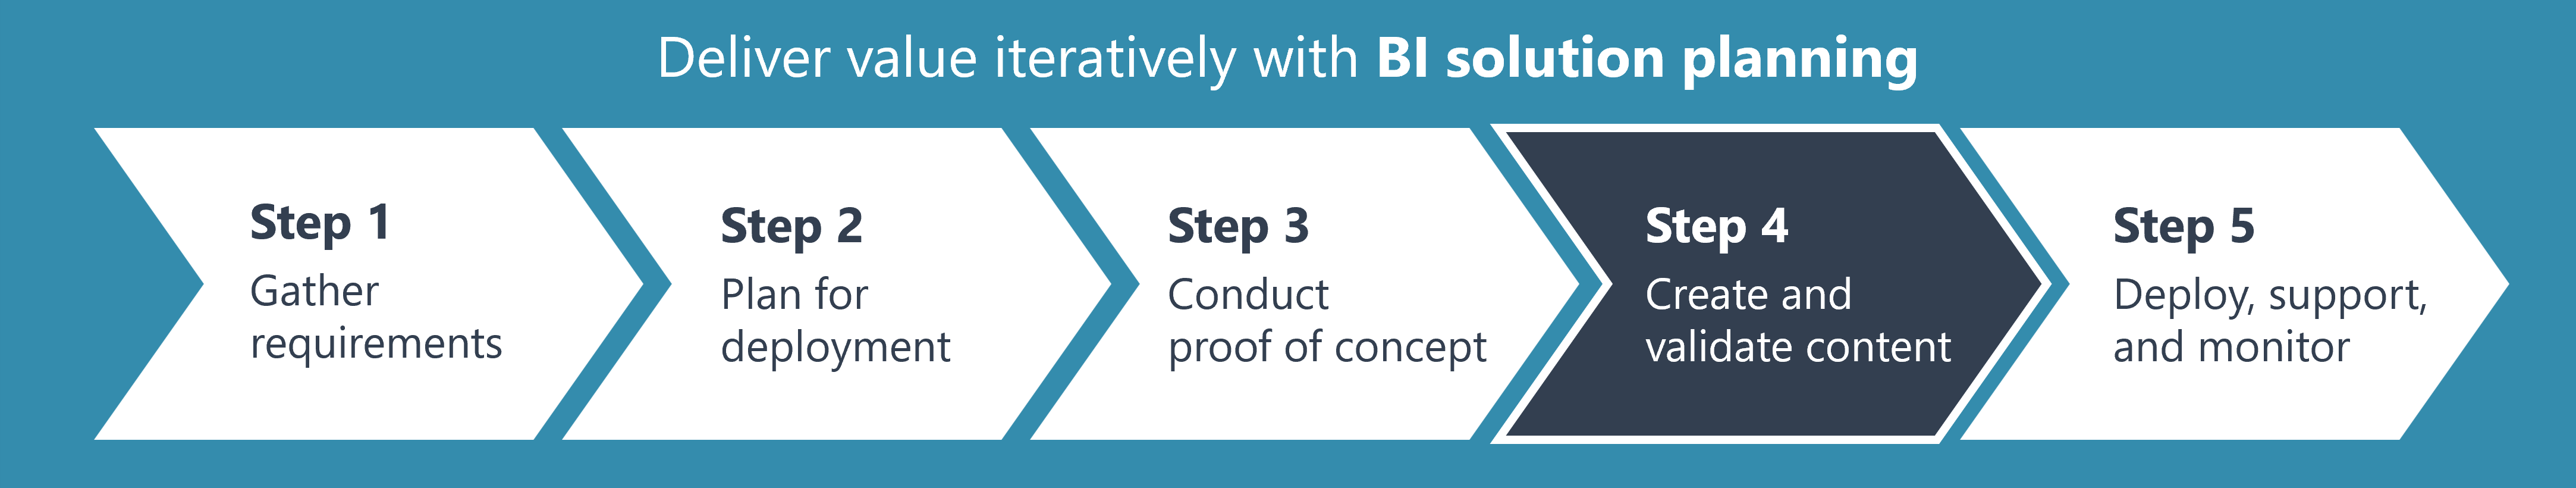 Deliver value iteratively with BI solution planning
Step 1
Gather
requirements
Step 2
Plan for
deployment
Step 3
Conduct
proof of concept
Step 4
Create and
validate content
Step 5
Deploy, support,
and monitor